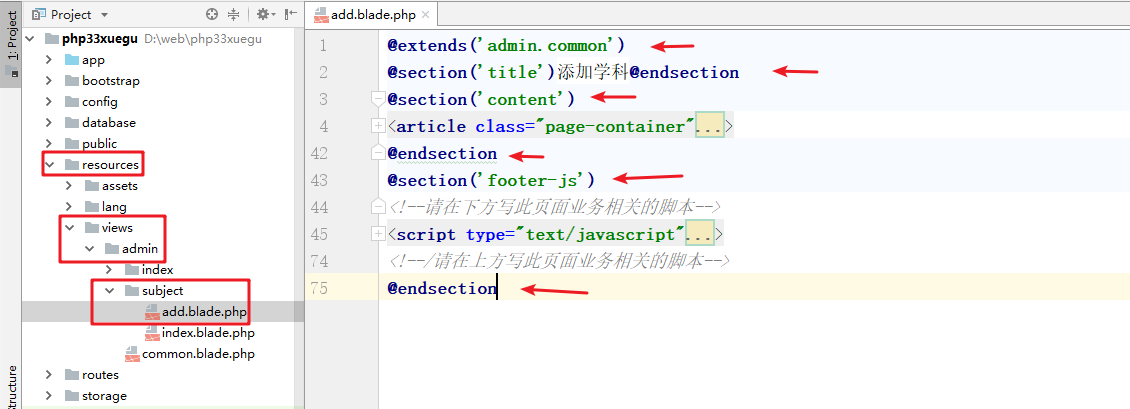 Project
add.blade.php
1: Project
php33xuegu D:\web\php33xuegu
app
bootstrap
config
database
public
resources
assets
lang
views
admin
index
subject
add.blade.php
index.blade.php
common.blade.php
routes
storage
1 @extends('admin.common')
2 @section('title')添加学科@endsection
3 @section('content')
4 <article class="page-container"...>
42 @endsection
43 @section('footer-js')
44 <!--请在下方写此页面业务相关的脚本-->
45 <script type="text/javascript"...>
74 <!--/请在上方写此页面业务相关的脚本-->
75 @endsection